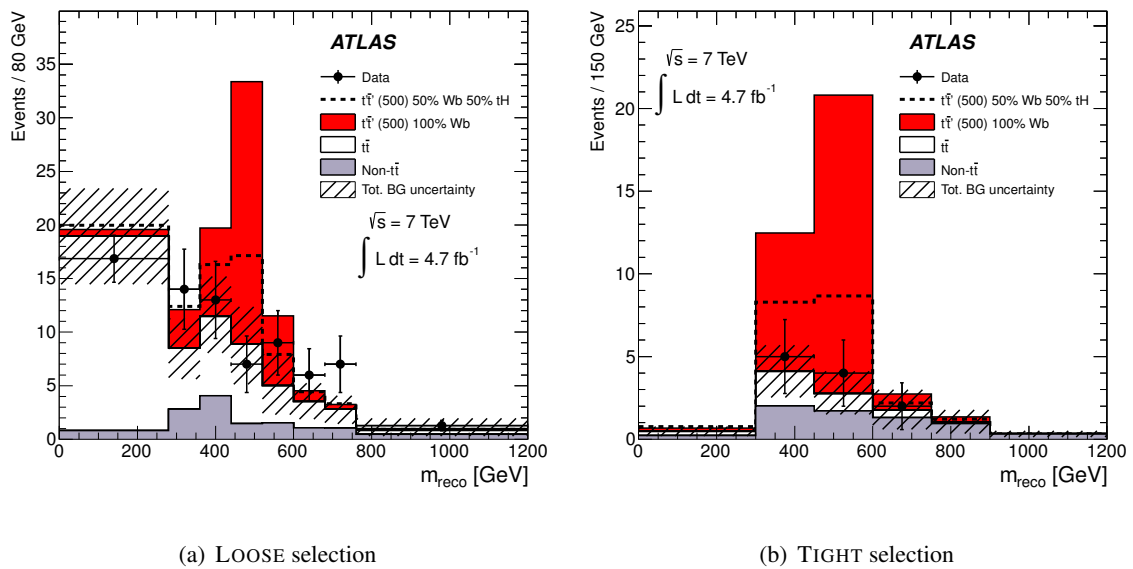 ATLAS
Data
tt̄' (500) 50% Wb 50% tH
tt̄' (500) 100% Wb
tt̄
Non-tt̄
Tot. BG uncertainty
√s = 7 TeV
∫ L dt = 4.7 fb⁻¹
Events / 80 GeV
35
30
25
20
15
10
5
0
0 200 400 600 800 1000 1200
m_reco [GeV]
(a) LOOSE selection
ATLAS
√s = 7 TeV
∫ L dt = 4.7 fb⁻¹
Data
tt̄' (500) 50% Wb 50% tH
tt̄' (500) 100% Wb
tt̄
Non-tt̄
Tot. BG uncertainty
Events / 150 GeV
25
20
15
10
5
0
0 200 400 600 800 1000 1200
m_reco [GeV]
(b) TIGHT selection